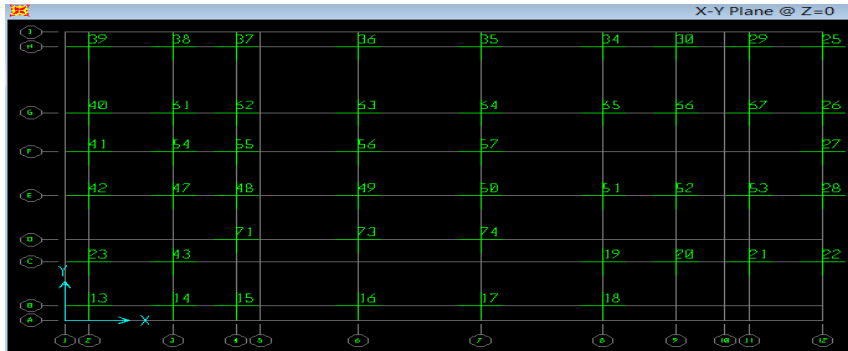 X-Y Plane @ Z=0
I
H 39 38 37 36 35 34 30 29 25
G 40 61 62 63 64 65 66 67 26
F 41 54 55 56 57 27
E 42 47 48 49 50 51 52 53 28
D 71 73 74
C 23 43 19 20 21 22
Y
B 13 14 15 16 17 18
A X
1 2 3 4 5 6 7 8 9 10 11 12